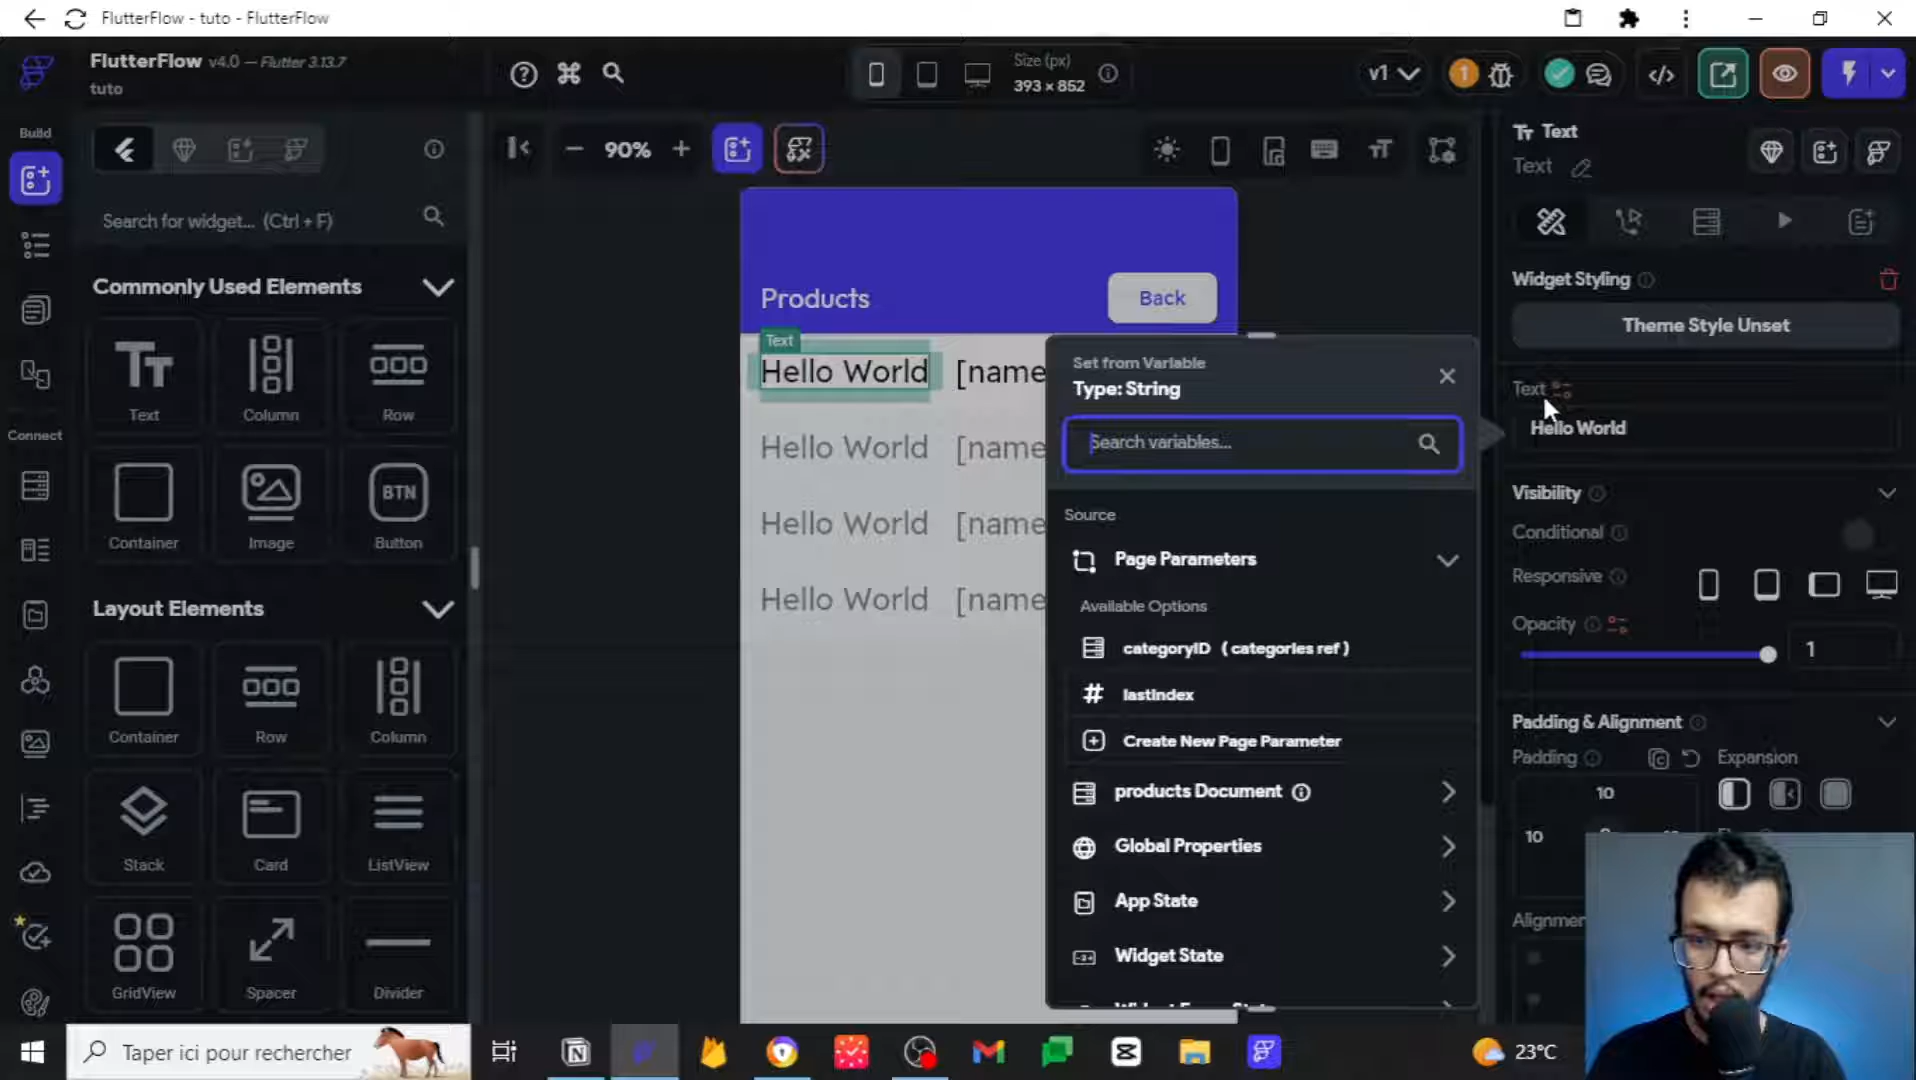 FlutterFlow - tuto - FlutterFlow
FlutterFlow v4.0 – Flutter 3.13.7
tuto
Size (px)
393 × 852
v1
1
Build
90%
Search for widget... (Ctrl + F)
Commonly Used Elements
Text
Column
Row
Container
Image
BTN
Button
Connect
Layout Elements
Container
Row
Column
Stack
Card
ListView
GridView
Spacer
Divider
Products
Back
Text
Hello World
[name
Hello World
[name
Hello World
[name
Hello World
[name
Set from Variable
Type: String
Search variables...
Source
Page Parameters
Available Options
categoryID ( categories ref )
lastIndex
Create New Page Parameter
products Document
Global Properties
App State
Widget State
Text
Text
Widget Styling
Theme Style Unset
Text
Hello World
Visibility
Conditional
Responsive
Opacity
1
Padding & Alignment
Padding
Expansion
10
10
Taper ici pour rechercher
23°C